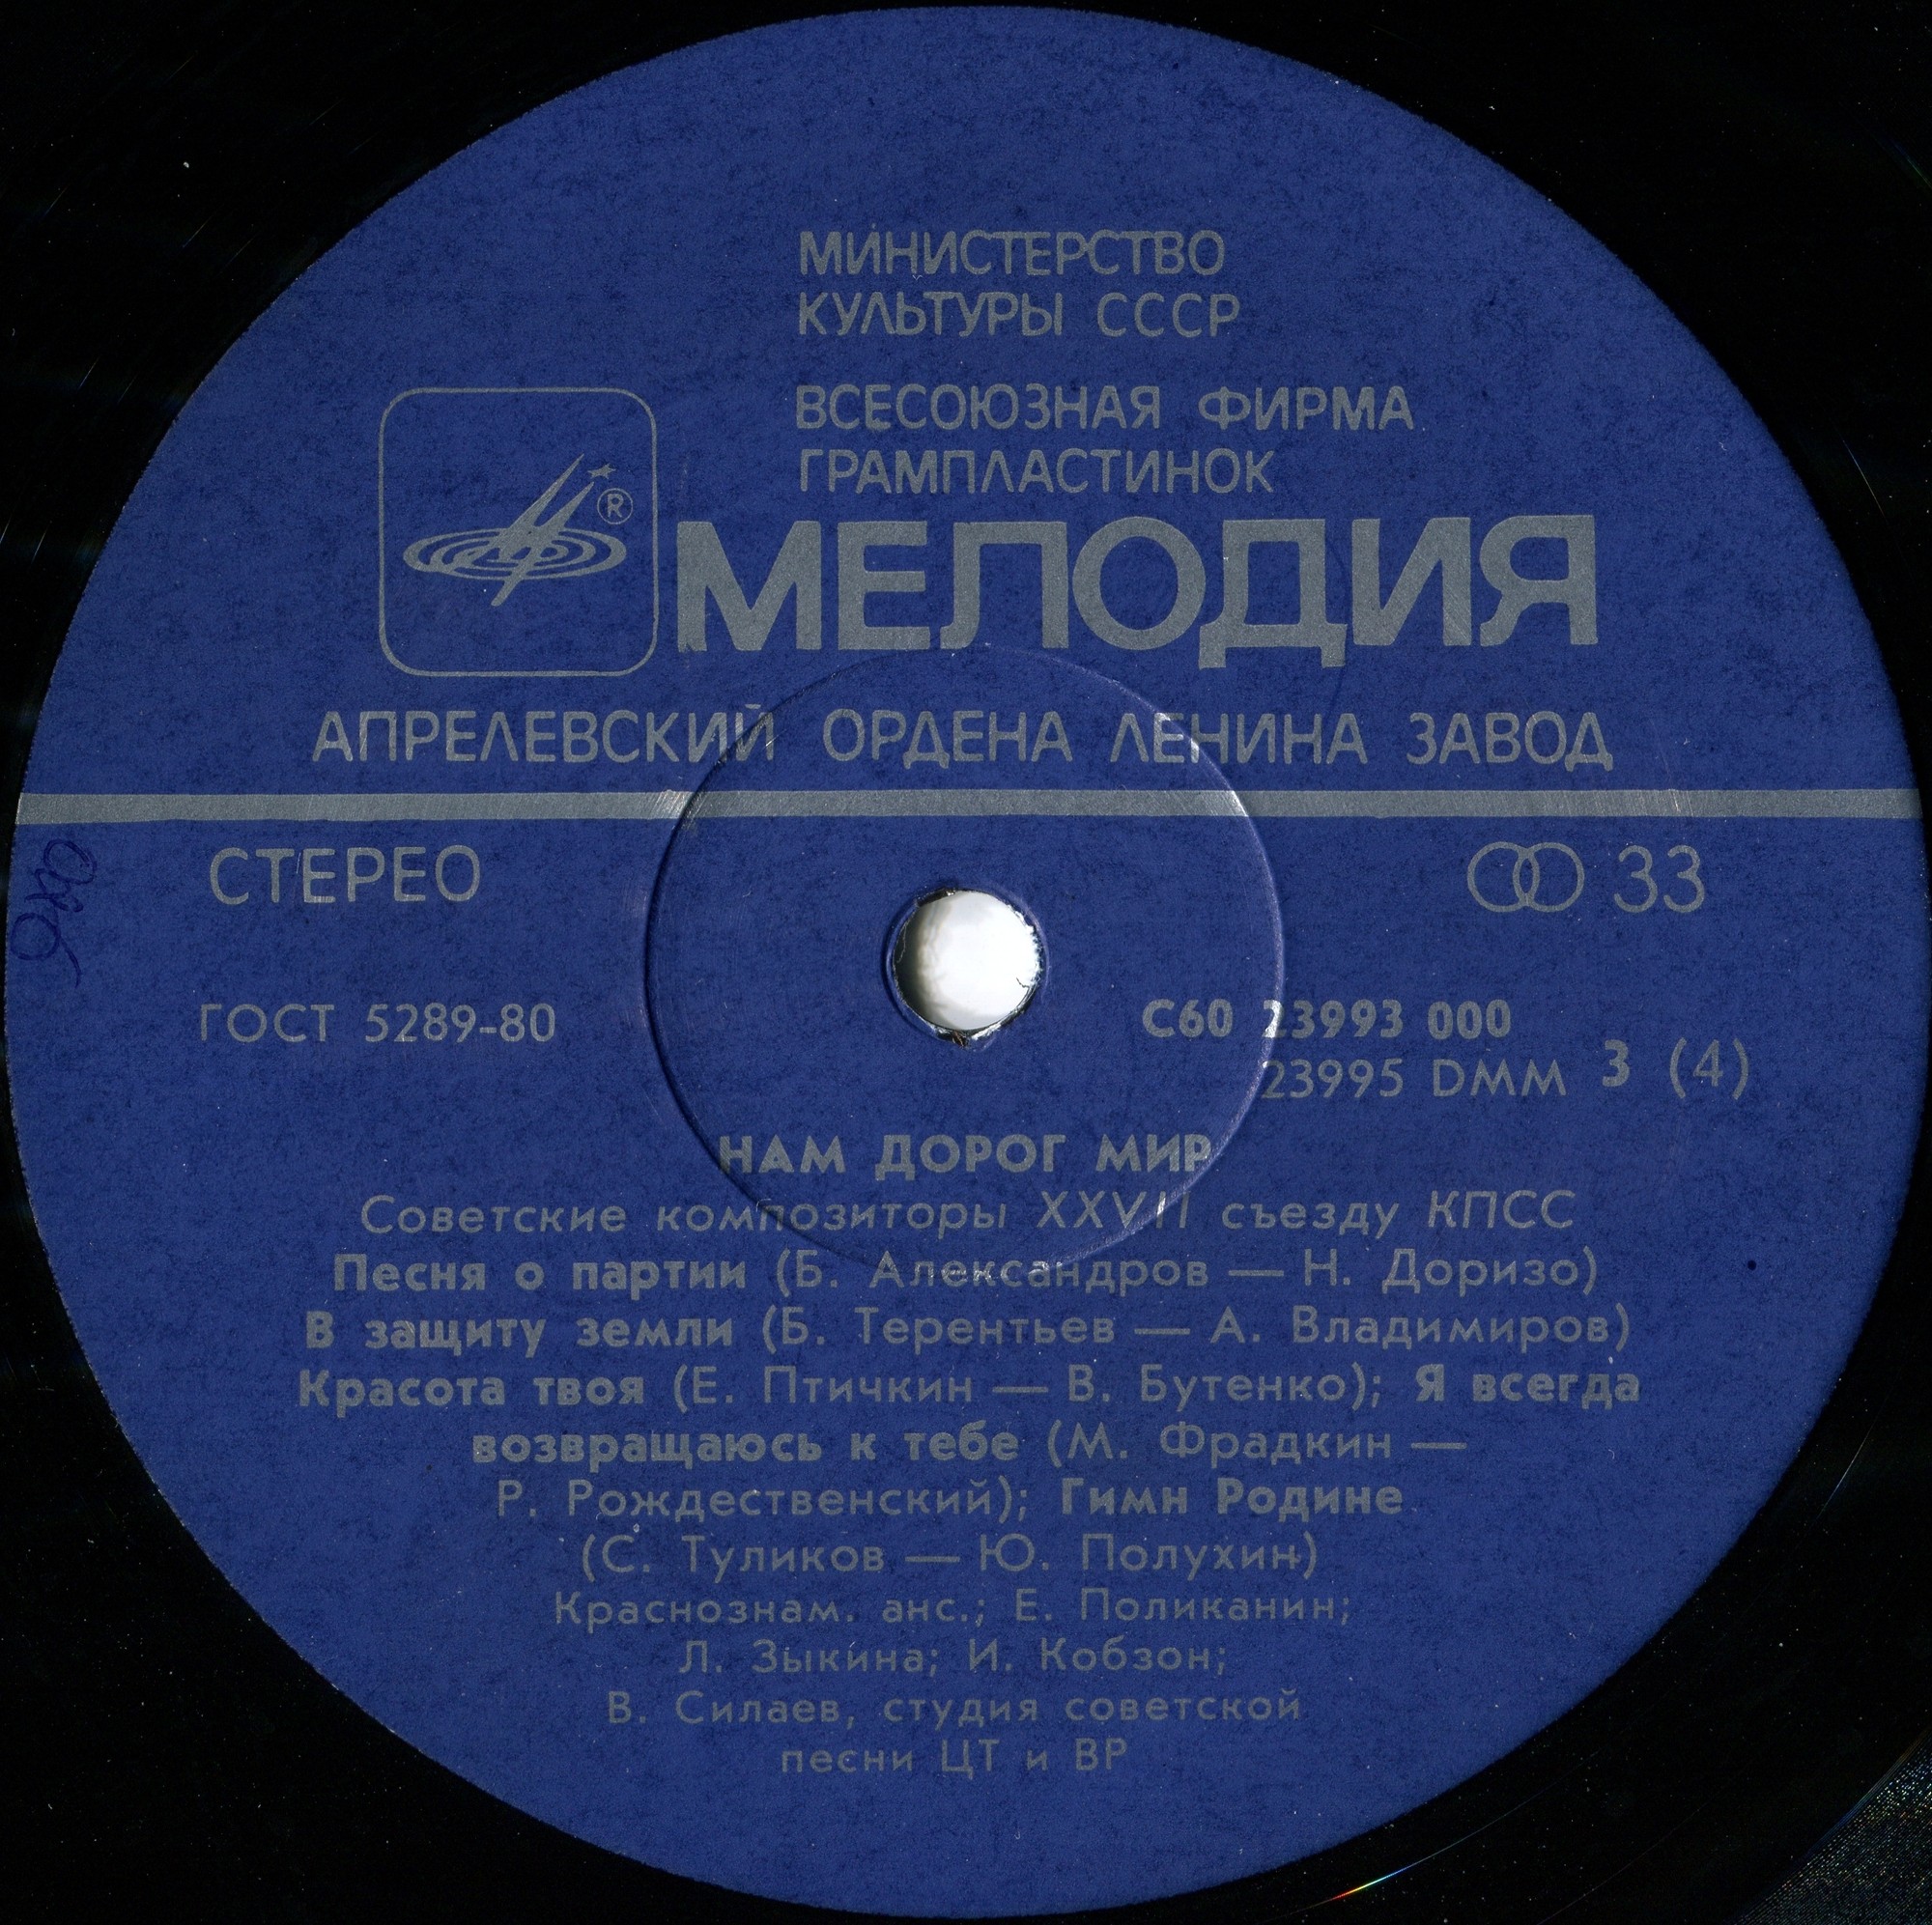 МИНИСТЕРСТВО
КУЛЬТУРЫ СССР
ВСЕСОЮЗНАЯ ФИРМА
ГРАМПЛАСТИНОК
®
МЕЛОДИЯ
АПРЕЛЕВСКИЙ ОРДЕНА ЛЕНИНА ЗАВОД
СТЕРЕО
33
ГОСТ 5289-80
С60 23993 000
23995 DMM 3 (4)
НАМ ДОРОГ МИР
Советские композиторы XXVII съезду КПСС
Песня о партии (Б. Александров — Н. Доризо)
В защиту земли (Б. Терентьев — А. Владимиров)
Красота твоя (Е. Птичкин — В. Бутенко); Я всегда
возвращаюсь к тебе (М. Фрадкин —
Р. Рождественский); Гимн Родине
(С. Туликов — Ю. Полухин)
Краснознам. анс.; Е. Поликанин;
Л. Зыкина; И. Кобзон;
В. Силаев, студия советской
песни ЦТ и ВР